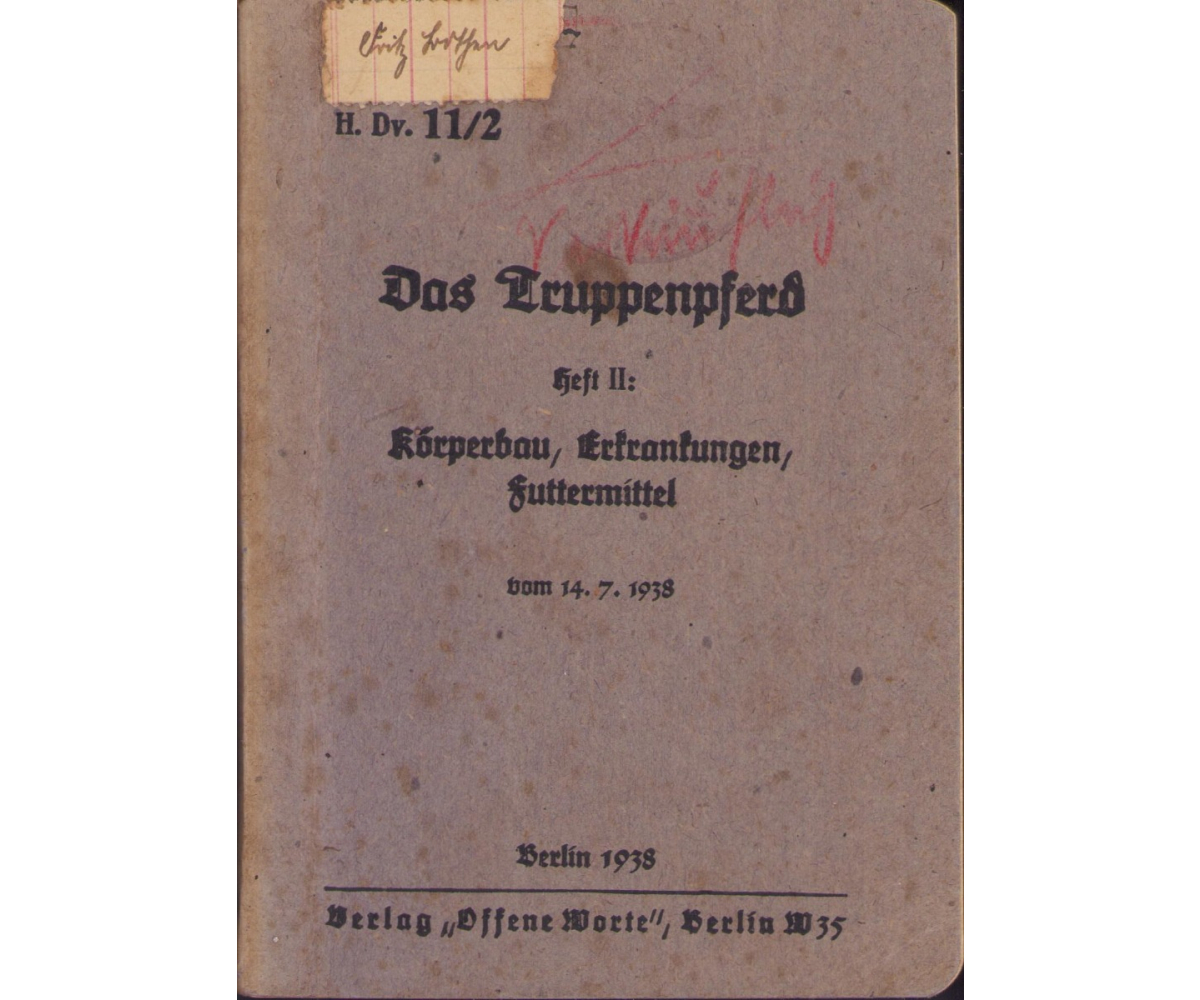 Fritz
H. Dv. 11/2
Das Truppenpferd
Heft II:
Körperbau, Erkrankungen,
Futtermittel
vom 14. 7. 1938
Berlin 1938
Verlag „Offene Worte", Berlin W 35